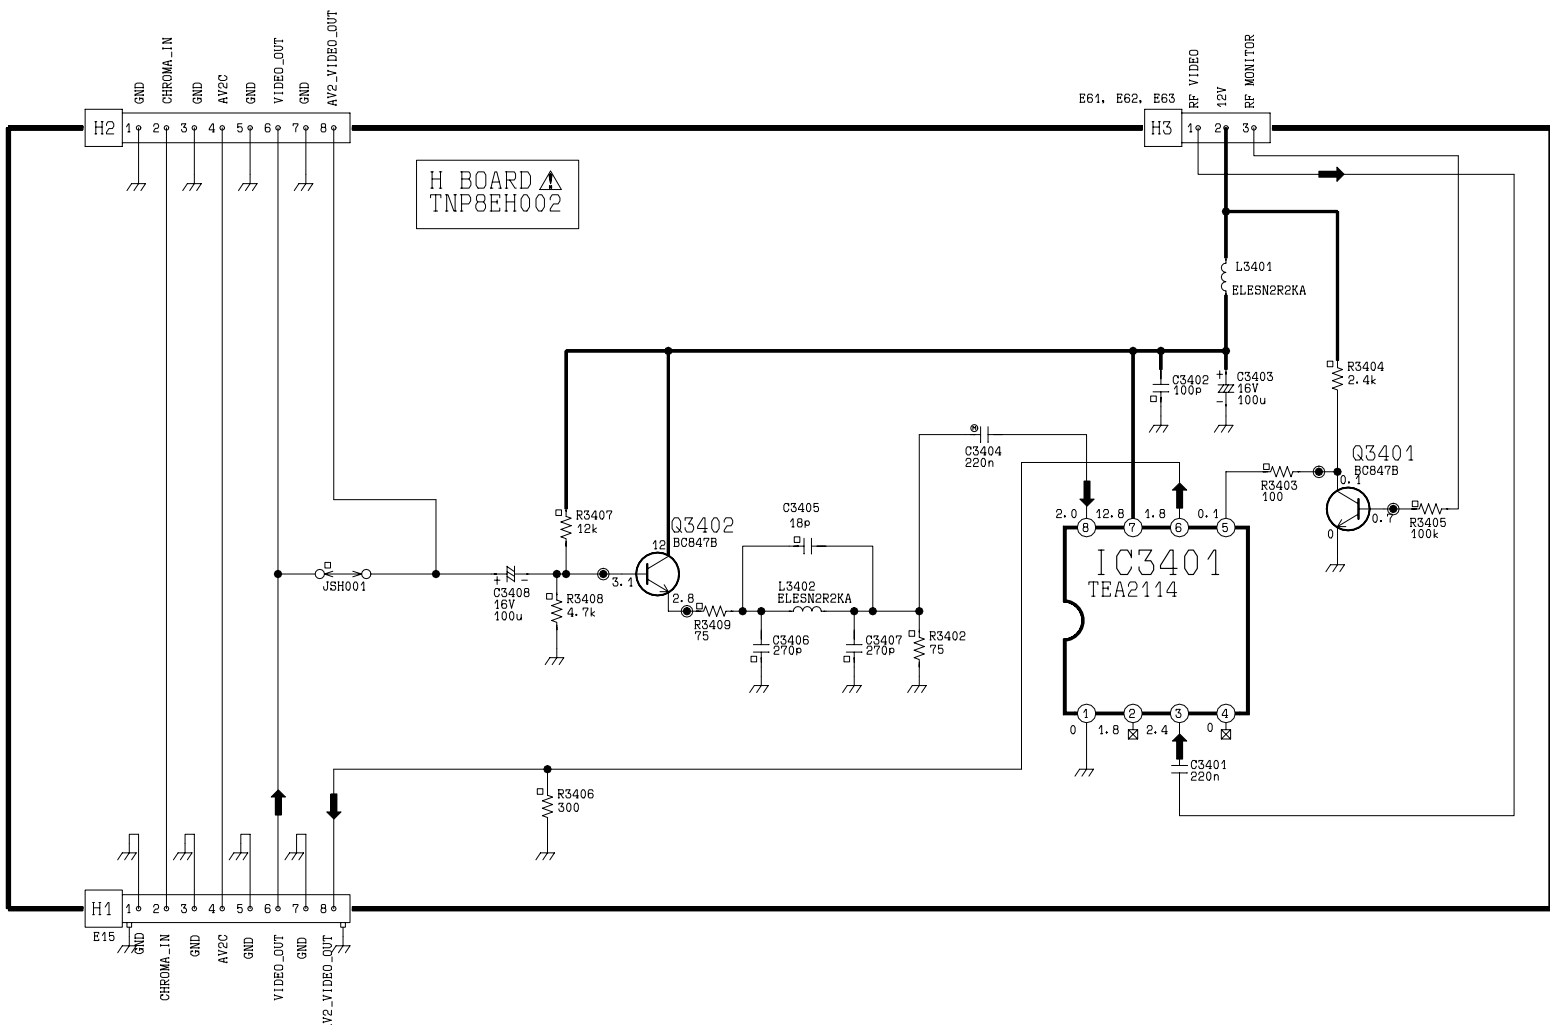 GND
CHROMA_IN
GND
AV2C
GND
VIDEO_OUT
GND
AV2_VIDEO_OUT
H2
1 2 3 4 5 6 7 8
E61, E62, E63
RF VIDEO
12V
RF MONITOR
H3
1 2 3
H BOARD
TNP8EH002
L3401
ELESN2R2KA
C3402
100p
C3403
16V
100u
+
-
R3404
2.4k
Q3401
BC847B
0.1
0.7
0
R3403
100
R3405
100k
M
C3404
220n
R3407
12k
Q3402
BC847B
12
3.1
2.8
C3405
18p
JSH001
+ -
C3408
16V
100u
R3408
4.7k
L3402
ELESN2R2KA
R3409
75
C3406
270p
C3407
270p
R3402
75
2.0 12.8 1.8 0.1
8 7 6 5
IC3401
TEA2114
1 2 3 4
0 1.8 2.4 0
C3401
220n
R3406
300
H1
1 2 3 4 5 6 7 8
E15
GND
CHROMA_IN
GND
AV2C
GND
VIDEO_OUT
GND
V2_VIDEO_OUT